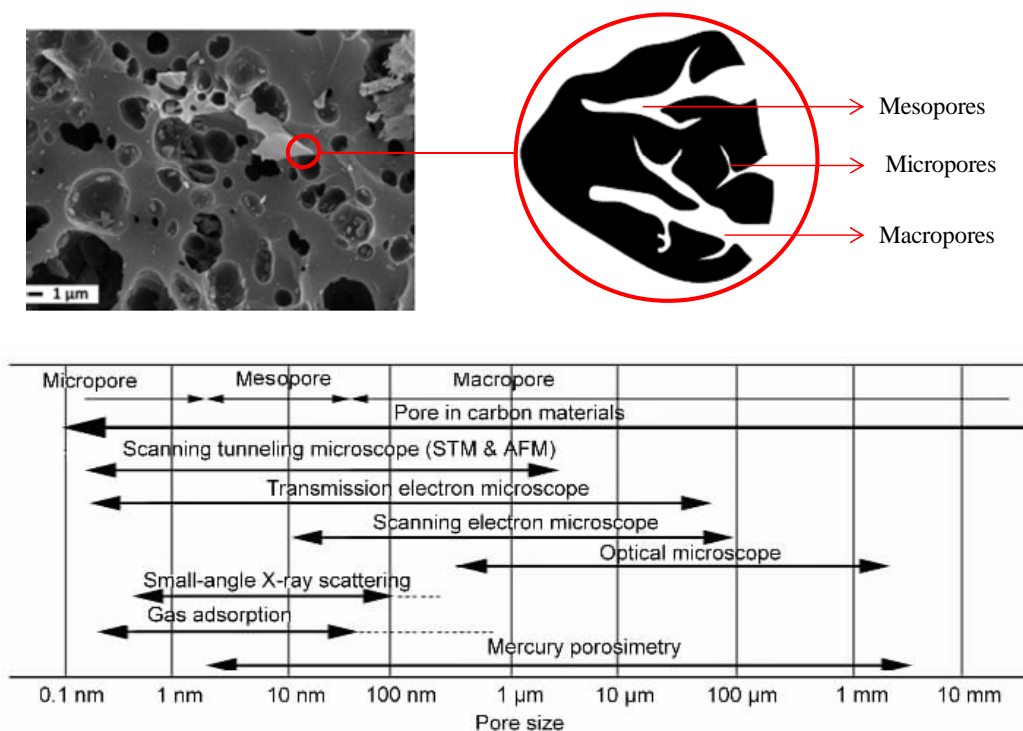 1 µm
Mesopores
Micropores
Macropores
Micropore Mesopore Macropore
Pore in carbon materials
Scanning tunneling microscope (STM & AFM)
Transmission electron microscope
Scanning electron microscope
Optical microscope
Small-angle X-ray scattering
Gas adsorption
Mercury porosimetry
0.1 nm 1 nm 10 nm 100 nm 1 µm 10 µm 100 µm 1 mm 10 mm
Pore size